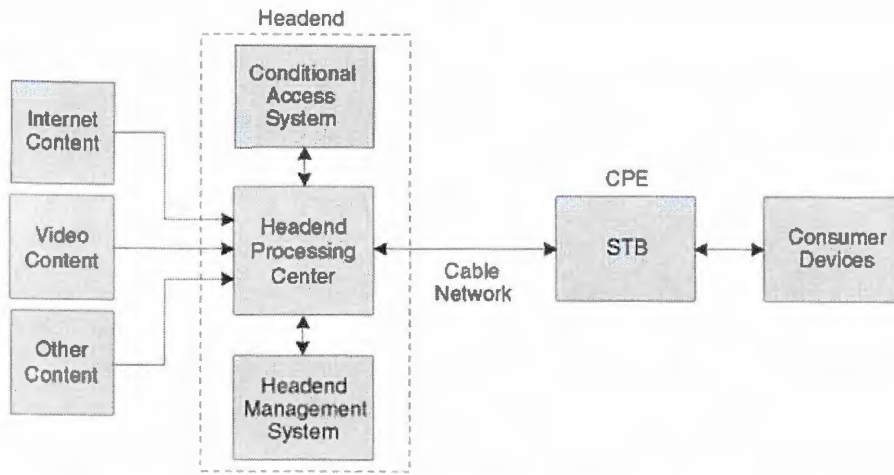 Headend
Conditional
Access
System
Internet
Content
Video
Content
Other
Content
Headend
Processing
Center
Headend
Management
System
Cable
Network
CPE
STB
Consumer
Devices